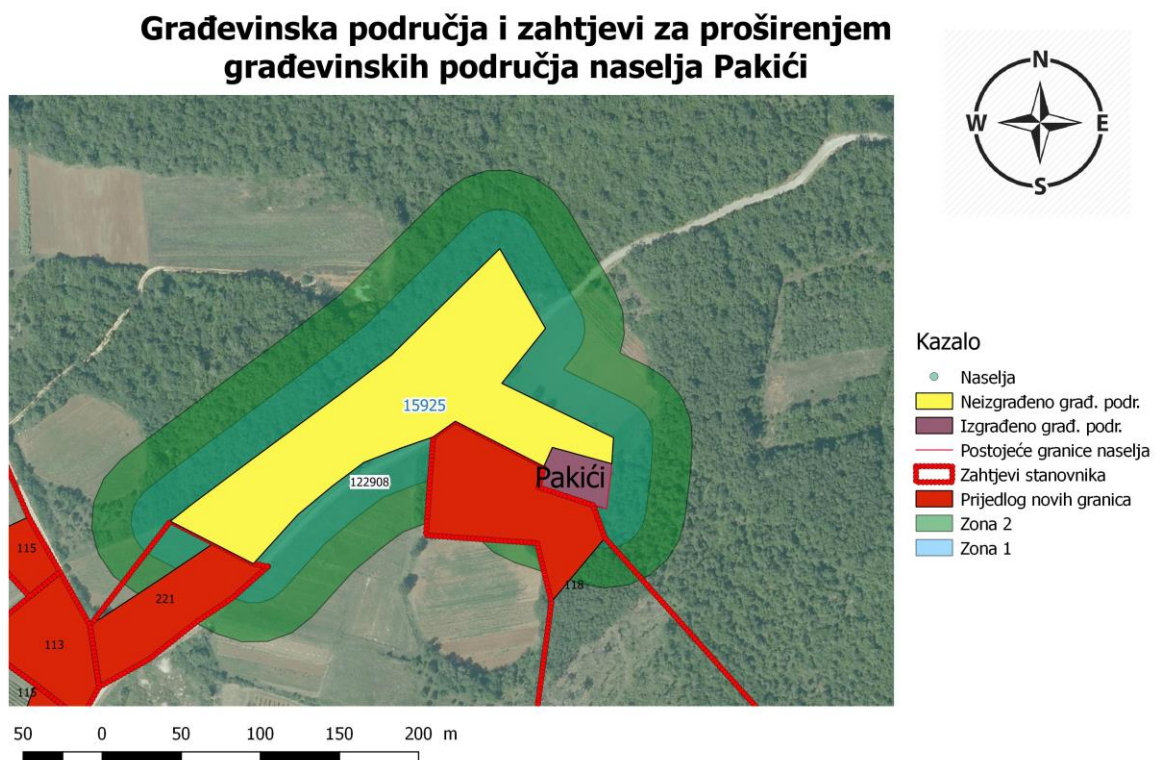 Građevinska područja i zahtjevi za proširenjem
građevinskih područja naselja Pakići
N
W E
S
15925
Pakići
122908
115
221
118
113
115
Kazalo
Naselja
Neizgrađeno građ. podr.
Izgrađeno građ. podr.
Postojeće granice naselja
Zahtjevi stanovnika
Prijedlog novih granica
Zona 2
Zona 1
50 0 50 100 150 200 m